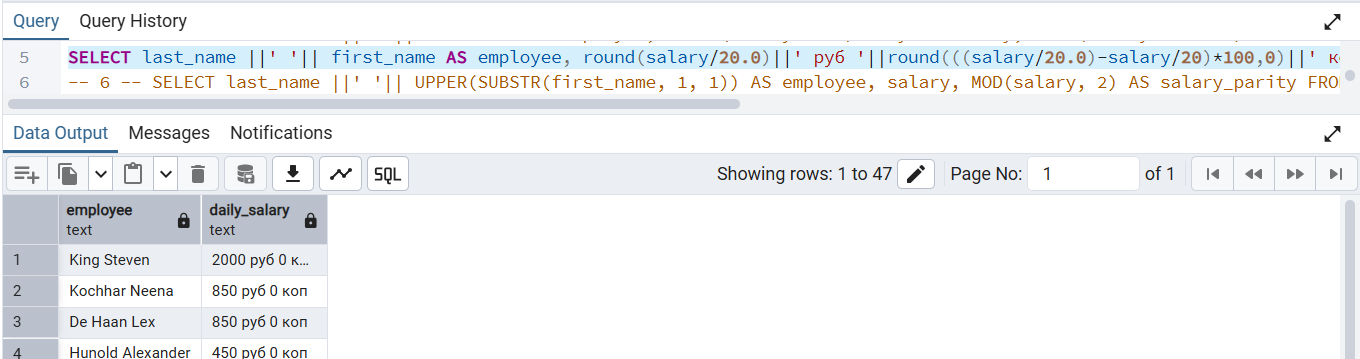 Query Query History
5 SELECT last_name ||' '|| first_name AS employee, round(salary/20.0)||' руб '||round(((salary/20.0)-salary/20)*100,0)||' к
6 -- 6 -- SELECT last_name ||' '|| UPPER(SUBSTR(first_name, 1, 1)) AS employee, salary, MOD(salary, 2) AS salary_parity FRO
Data Output Messages Notifications
SQL Showing rows: 1 to 47 Page No: 1 of 1
employee daily_salary
text text
1 King Steven 2000 руб 0 к...
2 Kochhar Neena 850 руб 0 коп
3 De Haan Lex 850 руб 0 коп
4 Hunold Alexander 450 руб 0 коп